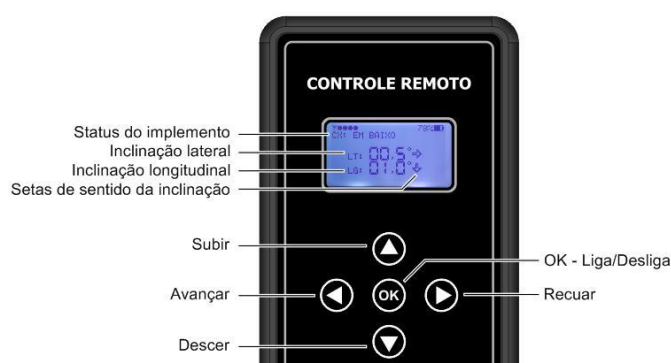 CONTROLE REMOTO
Status do implemento
Inclinação lateral
Inclinação longitudinal
Setas de sentido da inclinação
CX: EM BAIXO
LT: 00,5°
LG: 01,0°
Subir
OK - Liga/Desliga
Avançar
OK
Recuar
Descer